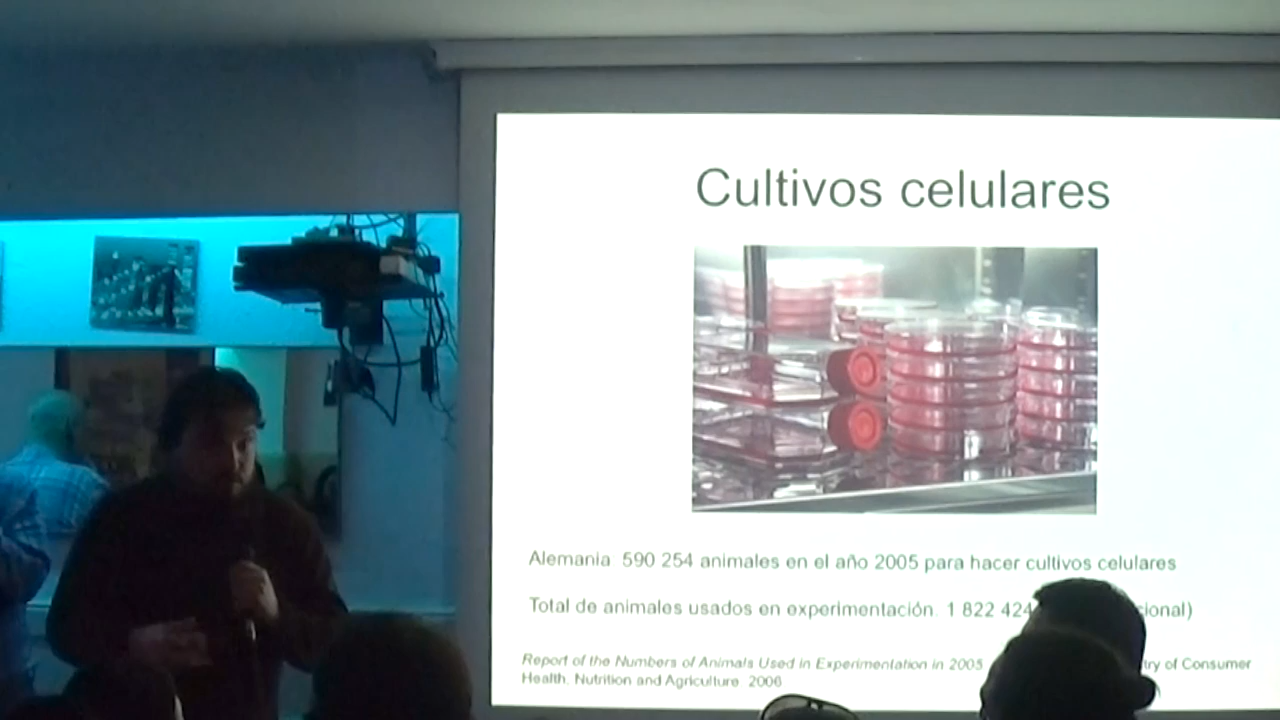 Cultivos celulares
Alemania 590 254 animales en el año 2005 para hacer cultivos celulares
Total de animales usados en experimentación. 1 822 424
Report of the Numbers of Animals Used in Experimentation in 2005 of Consumer
Health, Nutrition and Agriculture. 2006